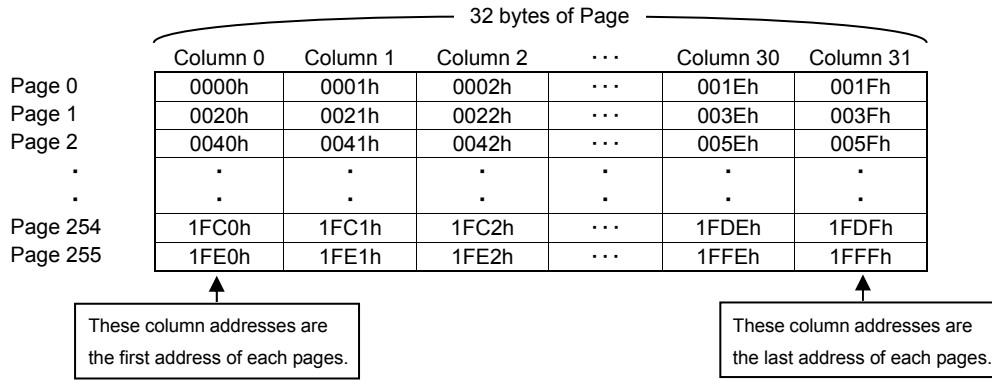 32 bytes of Page
Column 0 Column 1 Column 2 · · · Column 30 Column 31
Page 0 0000h 0001h 0002h · · · 001Eh 001Fh
Page 1 0020h 0021h 0022h · · · 003Eh 003Fh
Page 2 0040h 0041h 0042h · · · 005Eh 005Fh
· · · · · · ·
· · · · · · ·
Page 254 1FC0h 1FC1h 1FC2h · · · 1FDEh 1FDFh
Page 255 1FE0h 1FE1h 1FE2h · · · 1FFEh 1FFFh
These column addresses are
the first address of each pages.
These column addresses are
the last address of each pages.